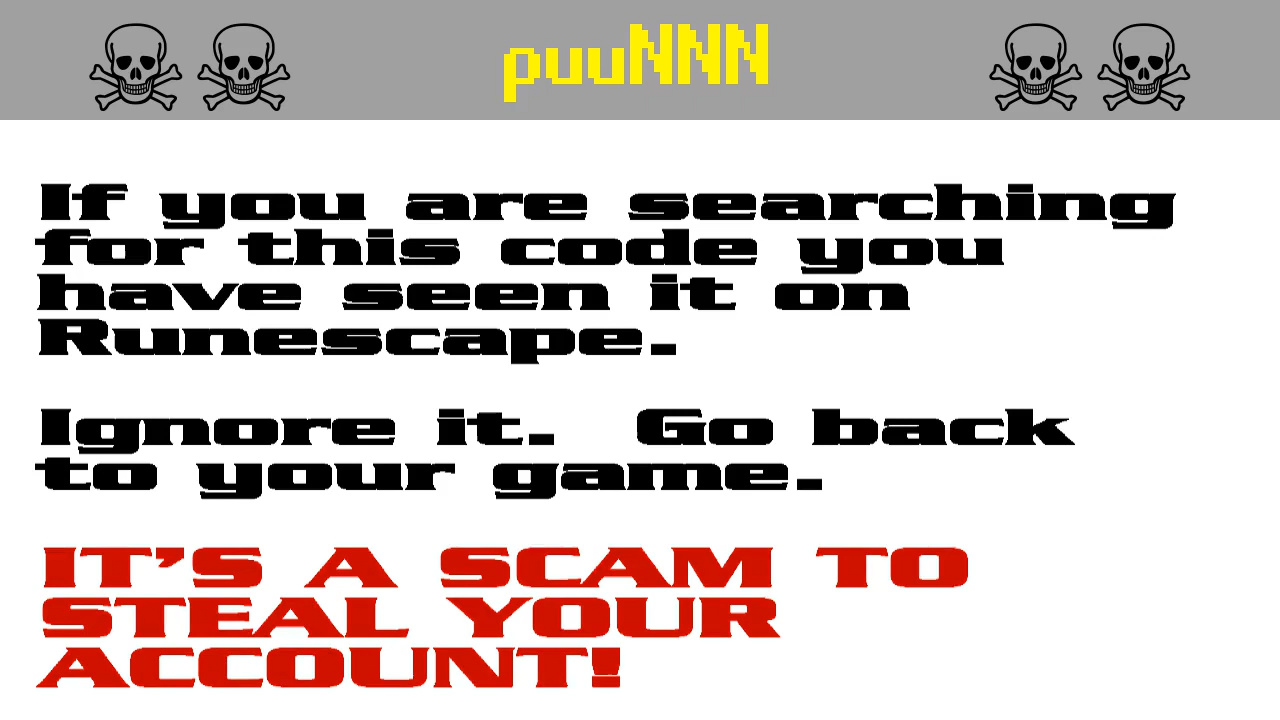 puuNNN
If you are searching
for this code you
have seen it on
Runescape.
Ignore it.  Go back
to your game.
IT'S A SCAM TO
STEAL YOUR
ACCOUNT!